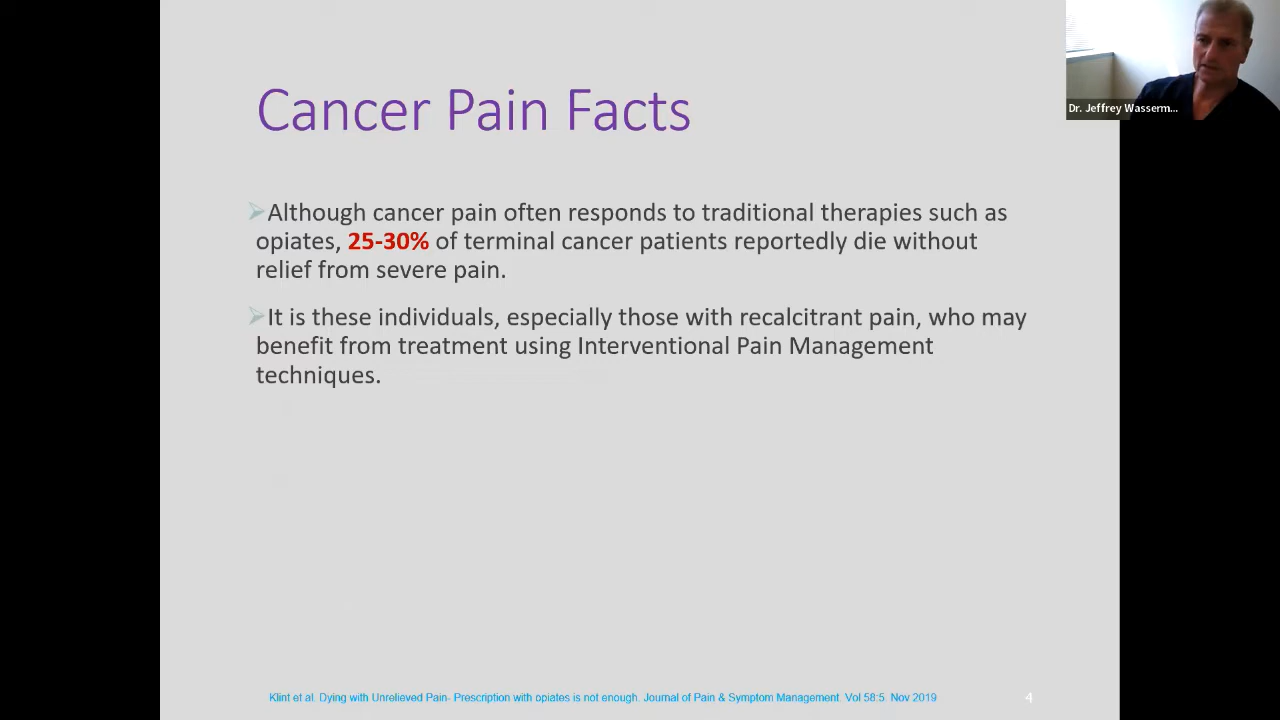 Cancer Pain Facts
Dr. Jeffrey Wasserm...
Although cancer pain often responds to traditional therapies such as
opiates, 25-30% of terminal cancer patients reportedly die without
relief from severe pain.
It is these individuals, especially those with recalcitrant pain, who may
benefit from treatment using Interventional Pain Management
techniques.
Klint et al. Dying with Unrelieved Pain- Prescription with opiates is not enough. Journal of Pain & Symptom Management. Vol 58:5. Nov 2019
4